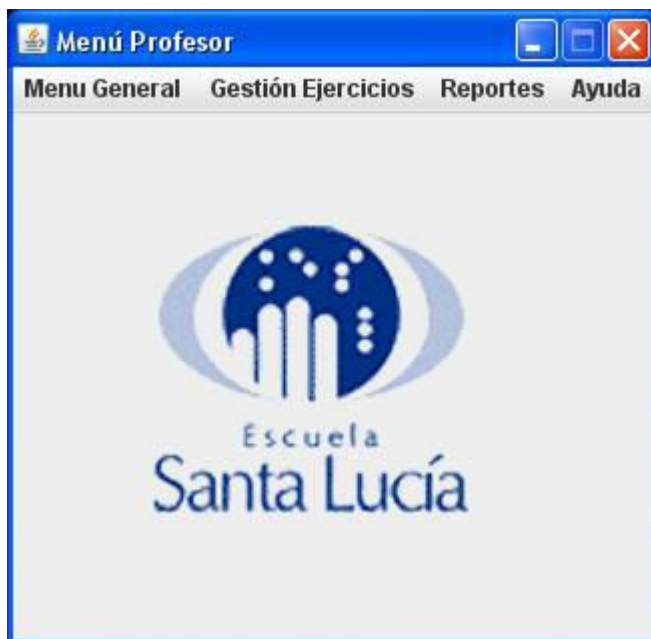 Menú Profesor
Menu General Gestión Ejercicios Reportes Ayuda
Escuela
Santa Lucía